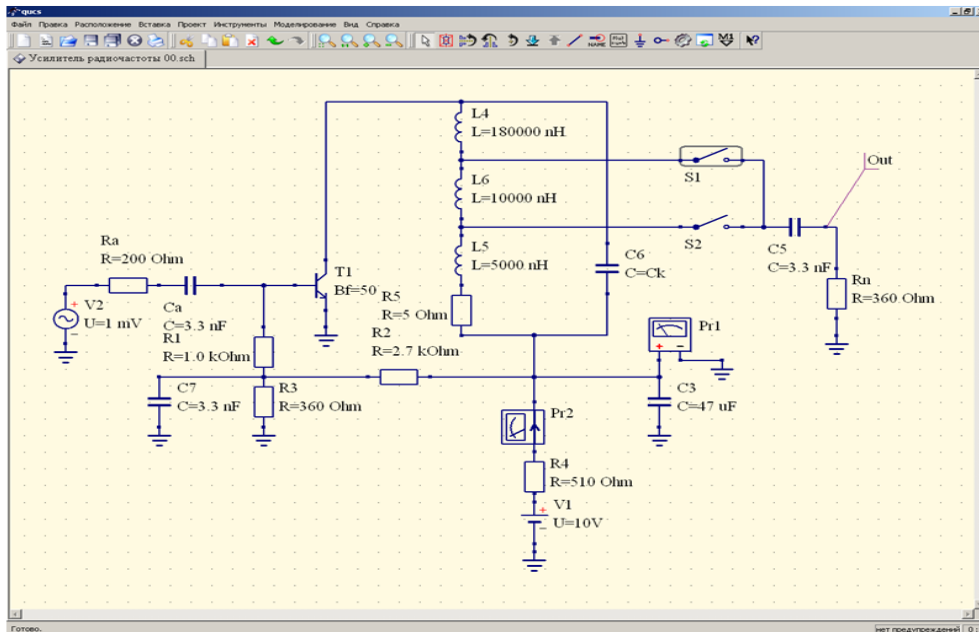 qucs
Файл Правка Расположение Вставка Проект Инструменты Моделирование Вид Справка
NAME
Усилитель радиочастоты 00.sch
L4
L=180000 nH
Out
S1
L6
L=10000 nH
S2
Ra
R=200 Ohm
L5
L=5000 nH
C5
C=3.3 nF
C6
C=Ck
T1
Bf=50
Rn
R=360 Ohm
V2
U=1 mV
Ca
C=3.3 nF
R5
R=5 Ohm
R1
R=1.0 kOhm
R2
R=2.7 kOhm
Pr1
C7
C=3.3 nF
R3
R=360 Ohm
C3
C=47 uF
Pr2
R4
R=510 Ohm
V1
U=10V
Готово.
нет предупреждений